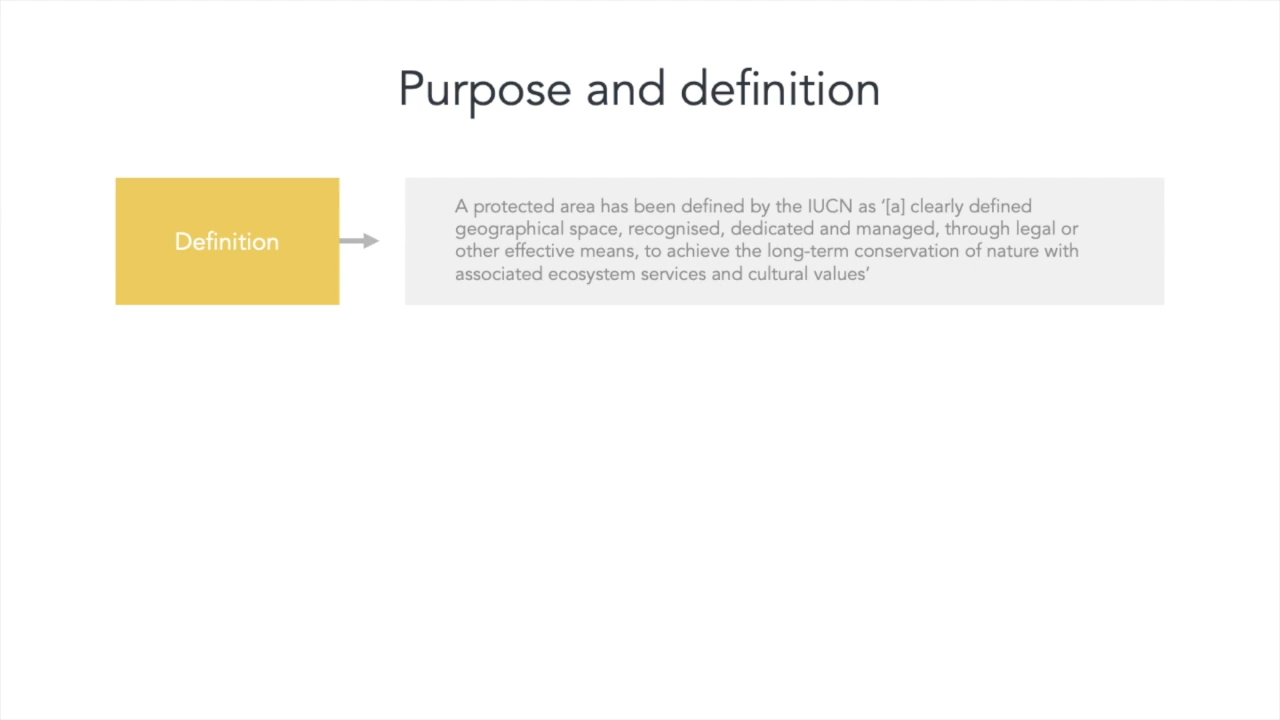 Purpose and definition
Definition
A protected area has been defined by the IUCN as ‘[a] clearly defined
geographical space, recognised, dedicated and managed, through legal or
other effective means, to achieve the long-term conservation of nature with
associated ecosystem services and cultural values’